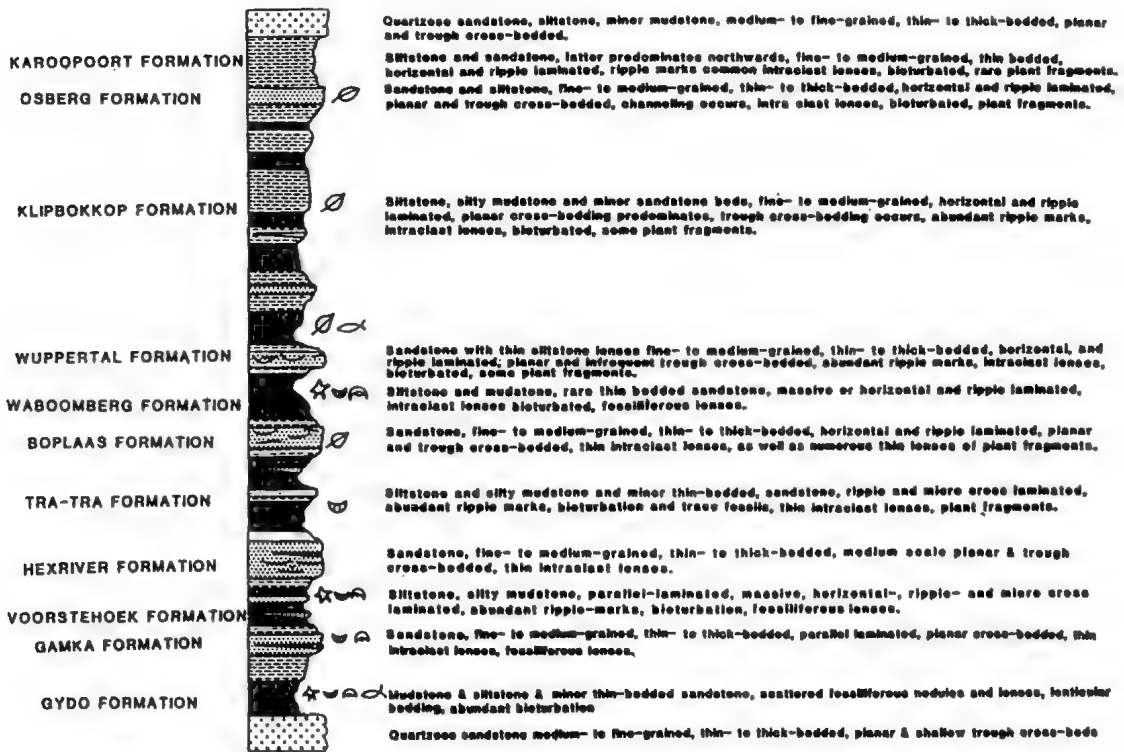 Quartzose sandstone, siltstone, minor mudstone, medium- to fine-grained, thin- to thick-bedded, planar
and trough cross-bedded.
KAROOPOORT FORMATION
Siltstone and sandstone, latter predominates northwards, fine- to medium-grained, thin bedded,
horizontal and ripple laminated, ripple marks common intraclast lenses, bioturbated, rare plant fragments.
OSBERG FORMATION
Sandstone and siltstone, fine- to medium-grained, thin- to thick-bedded, horizontal and ripple laminated,
planar and trough cross-bedded, channeling occurs, intra clast lenses, bioturbated, plant fragments.
KLIPBOKKOP FORMATION
Siltstone, silty mudstone and minor sandstone beds, fine- to medium-grained, horizontal and ripple
laminated, planar cross-bedding predominates, trough cross-bedding occurs, abundant ripple marks,
intraclast lenses, bioturbated, some plant fragments.
WUPPERTAL FORMATION
Sandstone with thin siltstone lenses fine- to medium-grained, thin- to thick-bedded, horizontal, and
ripple laminated, planar and infrequent trough cross-bedded, abundant ripple marks, intraclast lenses,
bioturbated, some plant fragments.
WABOOMBERG FORMATION
Siltstone and mudstone, rare thin bedded sandstone, massive or horizontal and ripple laminated,
intraclast lenses bioturbated, fossiliferous lenses.
BOPLAAS FORMATION
Sandstone, fine- to medium-grained, thin- to thick-bedded, horizontal and ripple laminated, planar
and trough cross-bedded, thin intraclast lenses, as well as numerous thin lenses of plant fragments.
TRA-TRA FORMATION
Siltstone and silty mudstone and minor thin-bedded, sandstone, ripple and micro cross laminated,
abundant ripple marks, bioturbation and trace fossils, thin intraclast lenses, plant fragments.
HEXRIVER FORMATION
Sandstone, fine- to medium-grained, thin- to thick-bedded, medium scale planar & trough
cross-bedded, thin intraclast lenses.
VOORSTEHOEK FORMATION
Siltstone, silty mudstone, parallel-laminated, massive, horizontal-, ripple- and micro cross
laminated, abundant ripple-marks, bioturbation, fossiliferous lenses.
GAMKA FORMATION
Sandstone, fine- to medium-grained, thin- to thick-bedded, parallel laminated, planar cross-bedded, thin
intraclast lenses, fossiliferous lenses.
GYDO FORMATION
Mudstone & siltstone & minor thin-bedded sandstone, scattered fossiliferous nodules and lenses, lenticular
bedding, abundant bioturbation
Quartzose sandstone medium- to fine-grained, thin- to thick-bedded, planar & shallow trough cross-beds